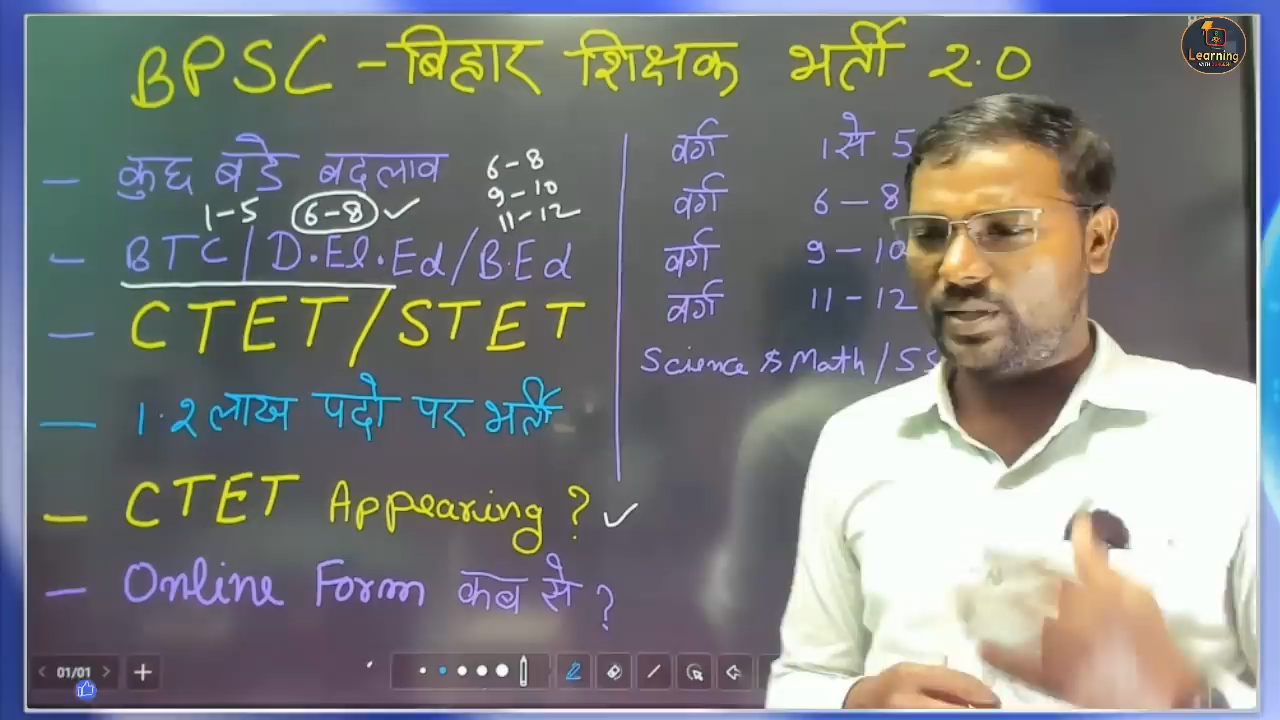 BPSC - बिहार शिक्षक भर्ती २.०
Learning
— कुछ बडे बदलाव
6-8
9-10
11-12
1-5 6-8 ✓
— BTC / D.El.Ed / B.Ed
— CTET / STET
— 1.2 लाख पदो पर भर्ती
— CTET Appearing ? ✓
— Online Form कब से ?
वर्ग 1 से 5
वर्ग 6 - 8
वर्ग 9 - 10
वर्ग 11 - 12
Science & Math / SS
01/01